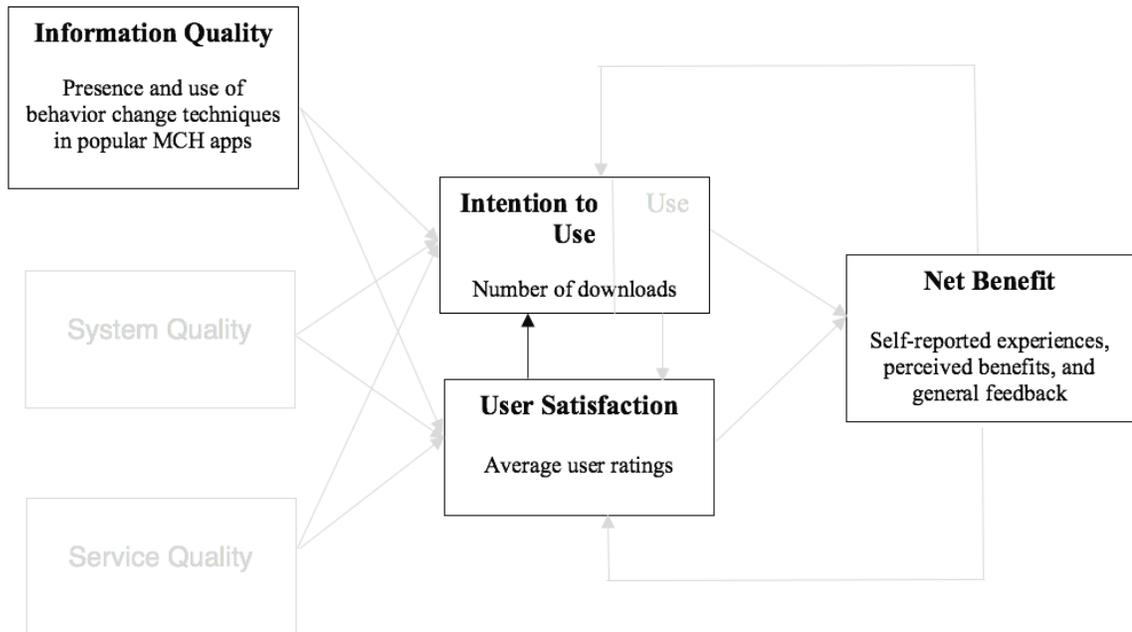 Information Quality
Presence and use of
behavior change techniques
in popular MCH apps
System Quality
Service Quality
Intention to
Use
Use
Number of downloads
User Satisfaction
Average user ratings
Net Benefit
Self-reported experiences,
perceived benefits, and
general feedback